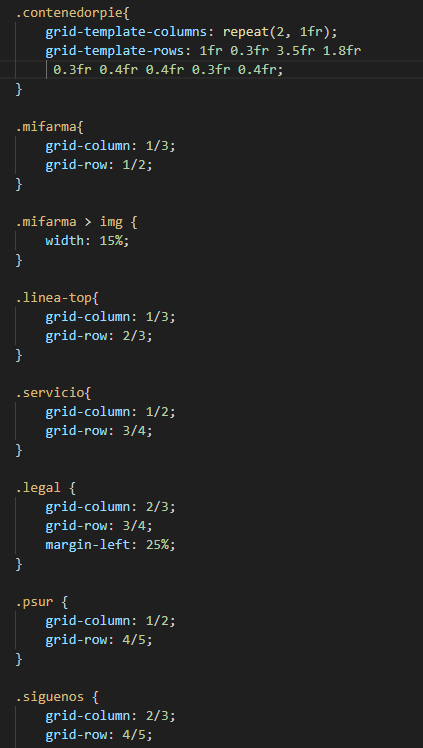 .contenedorpie{
grid-template-columns: repeat(2, 1fr);
grid-template-rows: 1fr 0.3fr 3.5fr 1.8fr
0.3fr 0.4fr 0.4fr 0.3fr 0.4fr;
}
.mifarma{
grid-column: 1/3;
grid-row: 1/2;
}
.mifarma > img {
width: 15%;
}
.linea-top{
grid-column: 1/3;
grid-row: 2/3;
}
.servicio{
grid-column: 1/2;
grid-row: 3/4;
}
.legal {
grid-column: 2/3;
grid-row: 3/4;
margin-left: 25%;
}
.psur {
grid-column: 1/2;
grid-row: 4/5;
}
.siguenos {
grid-column: 2/3;
grid-row: 4/5;